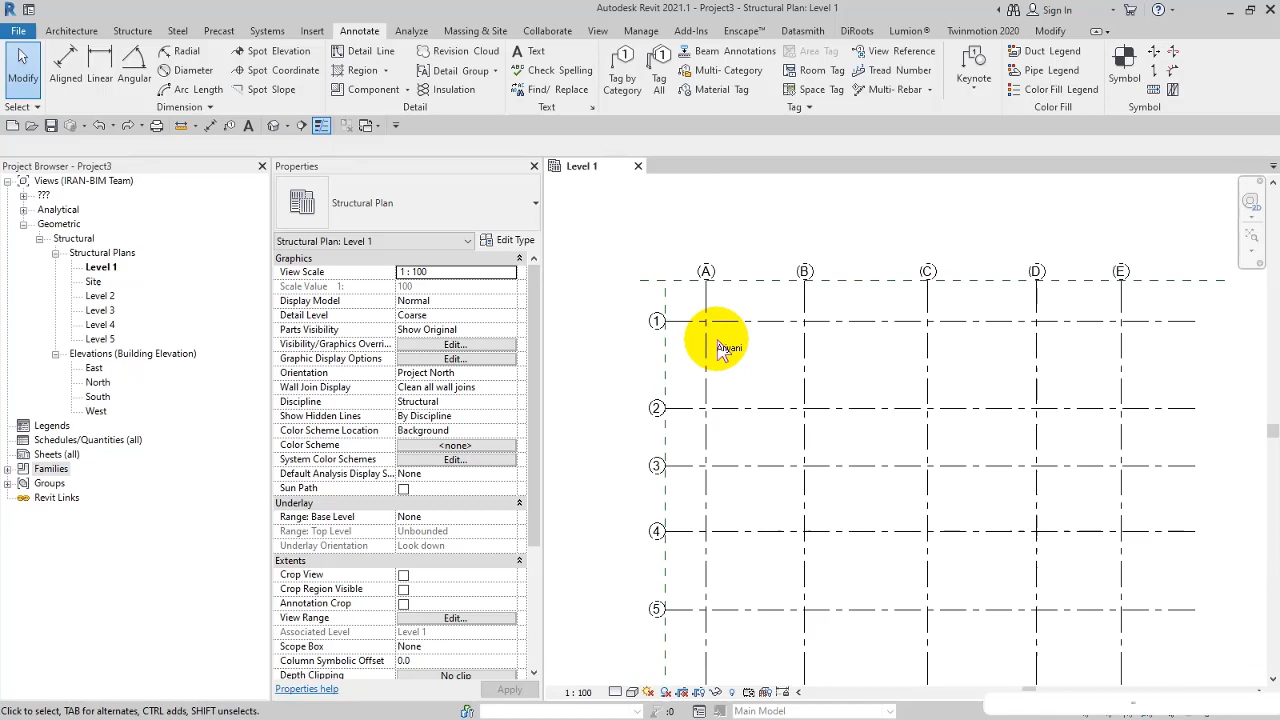 Autodesk Revit 2021.1 - Project3 - Structural Plan: Level 1
Sign In
File Architecture Structure Steel Precast Systems Insert Annotate Analyze Massing & Site Collaborate View Manage Add-Ins Enscape™ Datasmith DiRoots Lumion® Twinmotion 2020 Modify
Modify
Select
Aligned
Linear
Angular
Radial
Diameter
Arc Length
Spot Elevation
Spot Coordinate
Spot Slope
Dimension
Detail Line
Region
Component
Revision Cloud
Detail Group
Insulation
Detail
Text
Check Spelling
Find/ Replace
Text
Tag by Category
Tag All
Beam Annotations
Multi- Category
Material Tag
Area Tag
Room Tag
Space Tag
View Reference
Tread Number
Multi- Rebar
Tag
Keynote
Duct Legend
Pipe Legend
Color Fill Legend
Color Fill
Symbol
Symbol
Project Browser - Project3
Views (IRAN-BIM Team)
???
Analytical
Geometric
Structural
Structural Plans
Level 1
Site
Level 2
Level 3
Level 4
Level 5
Elevations (Building Elevation)
East
North
South
West
Legends
Schedules/Quantities (all)
Sheets (all)
Families
Groups
Revit Links
Properties
Structural Plan
Structural Plan: Level 1 Edit Type
Graphics
View Scale 1 : 100
Scale Value 1: 100
Display Model Normal
Detail Level Coarse
Parts Visibility Show Original
Visibility/Graphics Overri... Edit...
Graphic Display Options Edit...
Orientation Project North
Wall Join Display Clean all wall joins
Discipline Structural
Show Hidden Lines By Discipline
Color Scheme Location Background
Color Scheme <none>
System Color Schemes Edit...
Default Analysis Display S... None
Sun Path
Underlay
Range: Base Level None
Range: Top Level Unbounded
Underlay Orientation Look down
Extents
Crop View
Crop Region Visible
Annotation Crop
View Range Edit...
Associated Level Level 1
Scope Box None
Column Symbolic Offset 0.0
Depth Clipping No clip
Properties help Apply
Level 1
2D
A B C D E
1
2
3
4
5
1 : 100
Click to select, TAB for alternates, CTRL adds, SHIFT unselects.
:0
Main Model